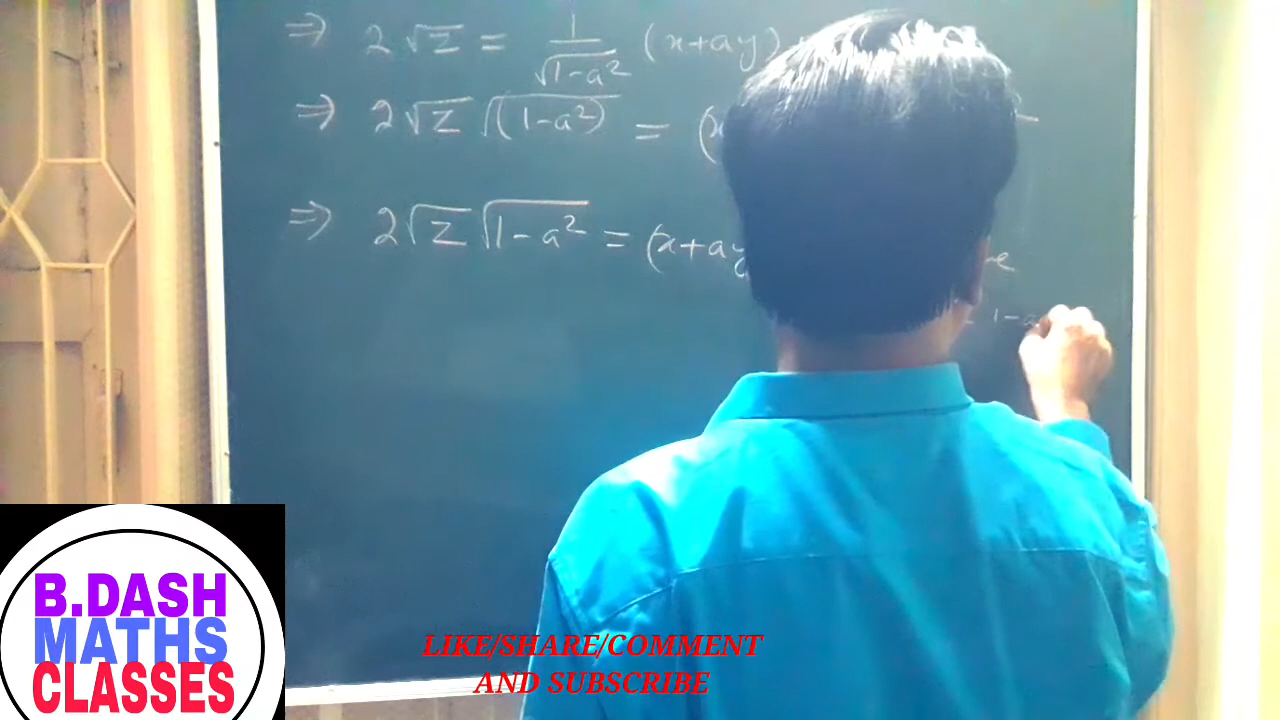 ⇒ 2√z = 1/√(1-a²) (x+ay)
⇒ 2√z √(1-a²) = (x
⇒ 2√z √1-a² = (x+ay
1-a
B.DASH
MATHS
CLASSES
LIKE/SHARE/COMMENT
AND SUBSCRIBE